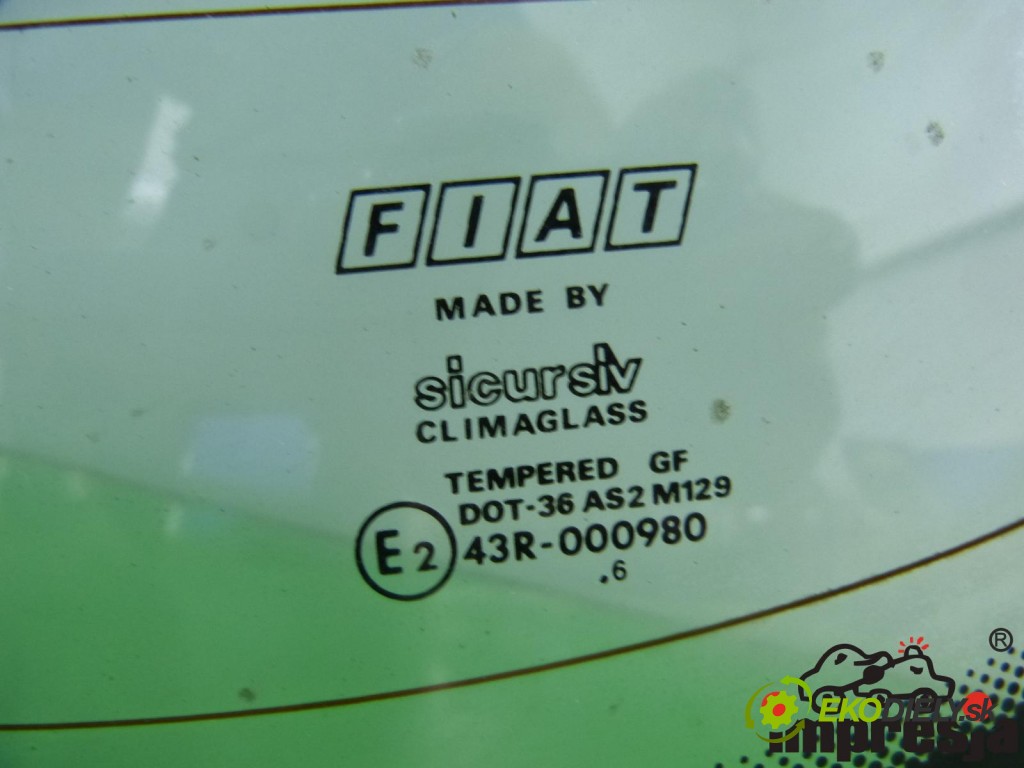 FIAT
MADE BY
sicursiv
CLIMAGLASS
TEMPERED GF
DOT-36 AS2 M129
E2 43R-000980
.6
®
EKODIELY.sk
impresja